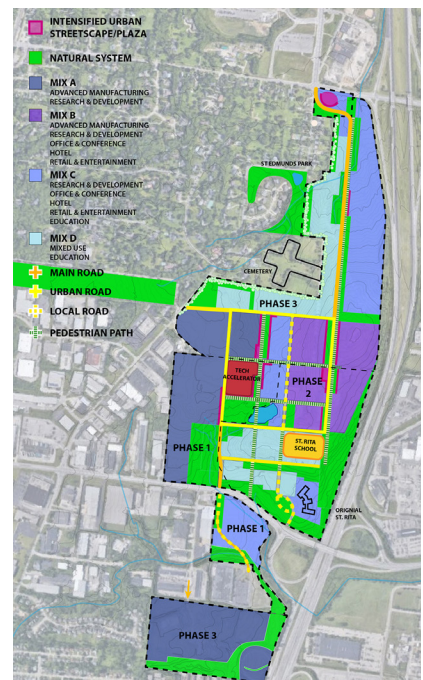 INTENSIFIED URBAN
STREETSCAPE/PLAZA
NATURAL SYSTEM
MIX A
ADVANCED MANUFACTURING
RESEARCH & DEVELOPMENT
MIX B
ADVANCED MANUFACTURING
RESEARCH & DEVELOPMENT
OFFICE & CONFERENCE
HOTEL
RETAIL & ENTERTAINMENT
MIX C
RESEARCH & DEVELOPMENT
OFFICE & CONFERENCE
HOTEL
RETAIL & ENTERTAINMENT
EDUCATION
MIX D
MIXED USE
EDUCATION
MAIN ROAD
URBAN ROAD
LOCAL ROAD
PEDESTRIAN PATH
ST EDMUNDS PARK
CEMETERY
PHASE 3
TECH
ACCELERATOR
PHASE
2
PHASE 1
ST. RITA
SCHOOL
ORIGNIAL
ST. RITA
PHASE 1
PHASE 3